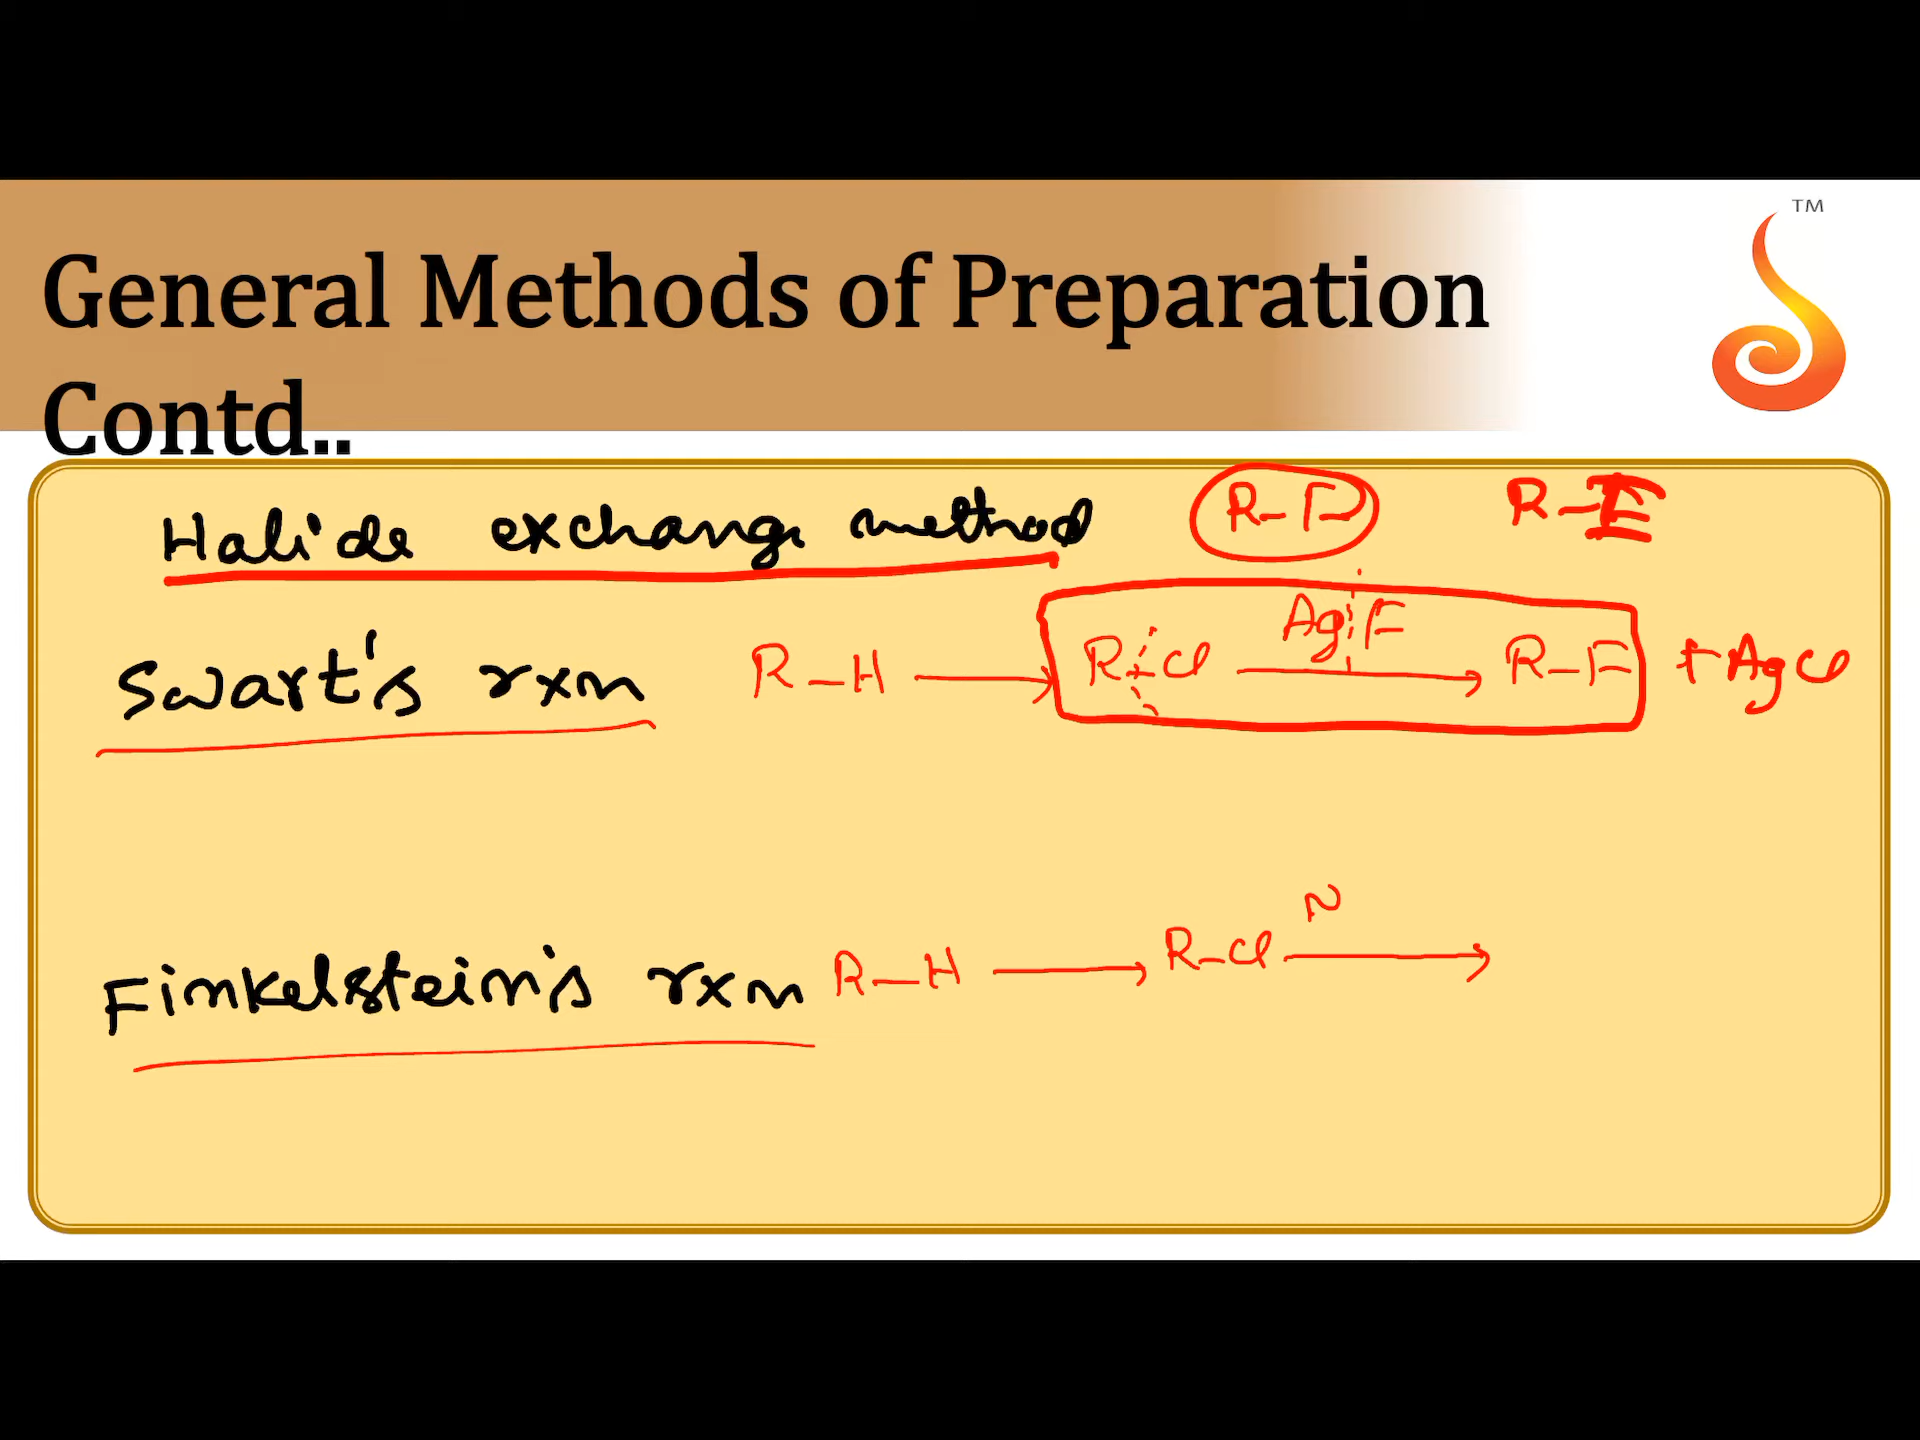 TM
General Methods of Preparation
Contd..
Halide exchange method R-F R-I
Swart's rxn R-H → R-Cl AgF → R-F + AgCl
Finkelstein's rxn R-H → R-Cl N →